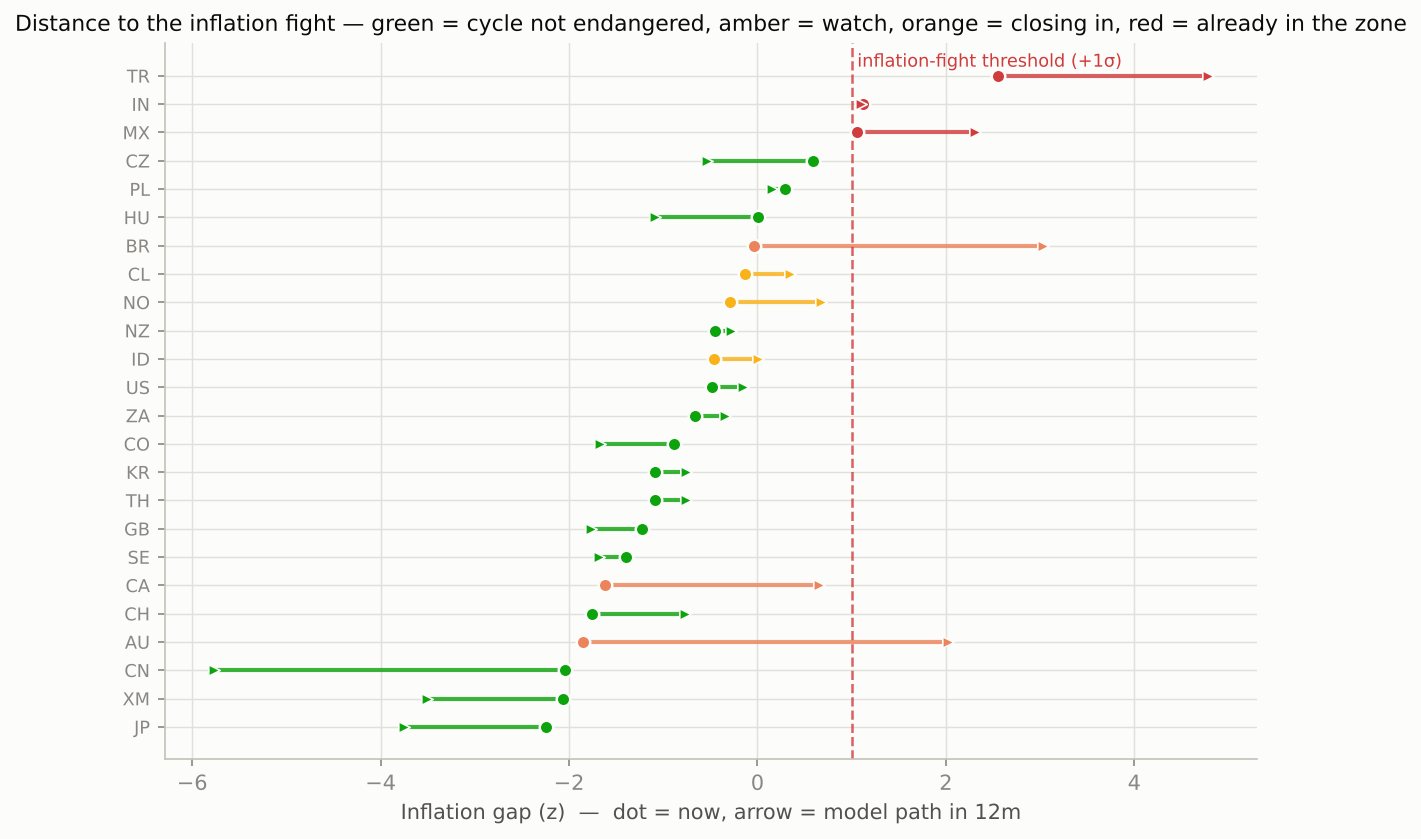 Distance to the inflation fight — green = cycle not endangered, amber = watch, orange = closing in, red = already in the zone
inflation-fight threshold (+1σ)
TR
IN
MX
CZ
PL
HU
BR
CL
NO
NZ
ID
US
ZA
CO
KR
TH
GB
SE
CA
CH
AU
CN
XM
JP
−6 −4 −2 0 2 4
Inflation gap (z) — dot = now, arrow = model path in 12m